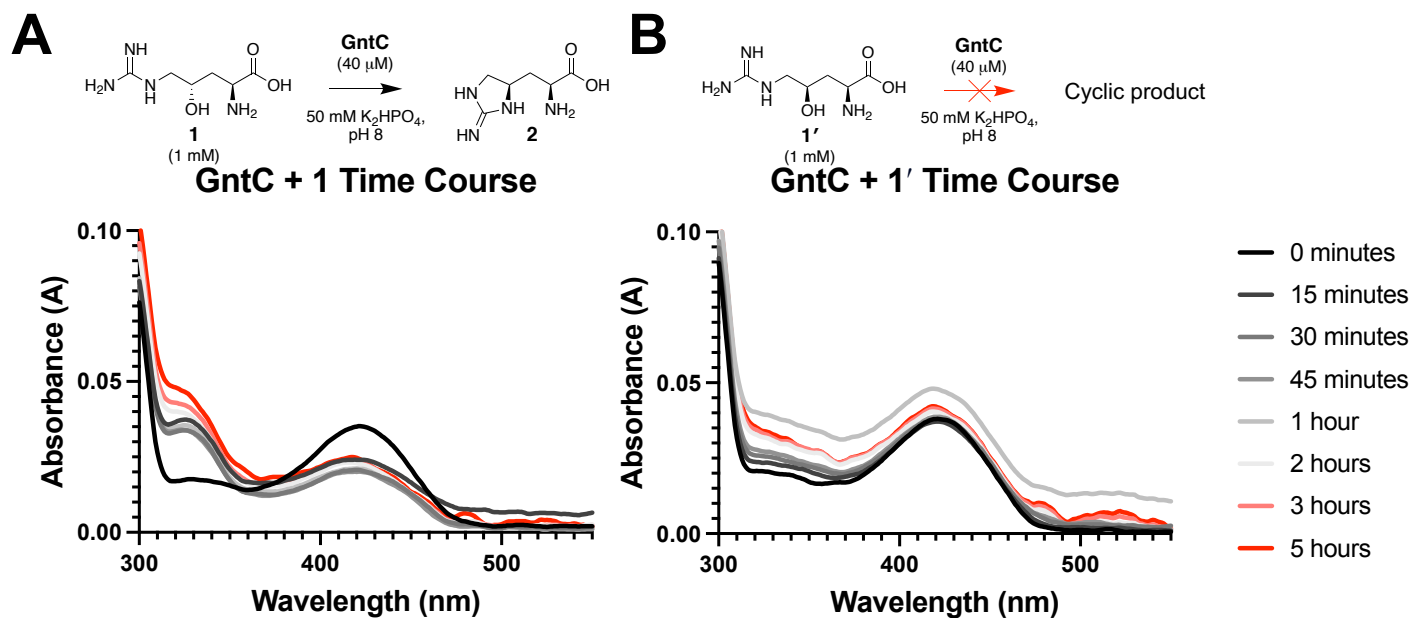 A
NH
H₂N
N
H
OH
O
OH
NH₂
1
(1 mM)
GntC
(40 μM)
50 mM K₂HPO₄,
pH 8
O
OH
NH₂
HN
NH
HN
2
GntC + 1 Time Course
Absorbance (A)
0.10
0.05
0.00
300
400
500
Wavelength (nm)
B
NH
H₂N
N
H
OH
O
OH
NH₂
1′
(1 mM)
GntC
(40 μM)
50 mM K₂HPO₄,
pH 8
Cyclic product
GntC + 1′ Time Course
Absorbance (A)
0.10
0.05
0.00
300
400
500
Wavelength (nm)
0 minutes
15 minutes
30 minutes
45 minutes
1 hour
2 hours
3 hours
5 hours